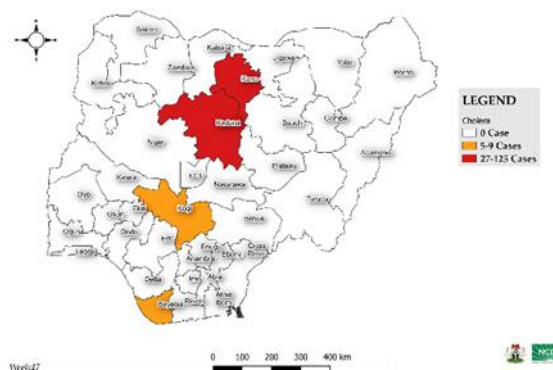 Katsina
Zamfara
Kebbi
Kano
Jigawa
Yobe
Borno
Kaduna
Bauchi
Gombe
Adamawa
Niger
Plateau
Kwara
Nasarawa
Taraba
Oyo
Kogi
Benue
Osun
Ekiti
Ondo
Edo
Ogun
Lagos
Enugu
Anambra
Ebonyi
Cross
River
Delta
Imo
Abia
Bayelsa
Rivers
Akwa
Ibom
LEGEND
Cholera
0 Case
5-9 Cases
27-125 Cases
Week47
0 100 200 300 400 km